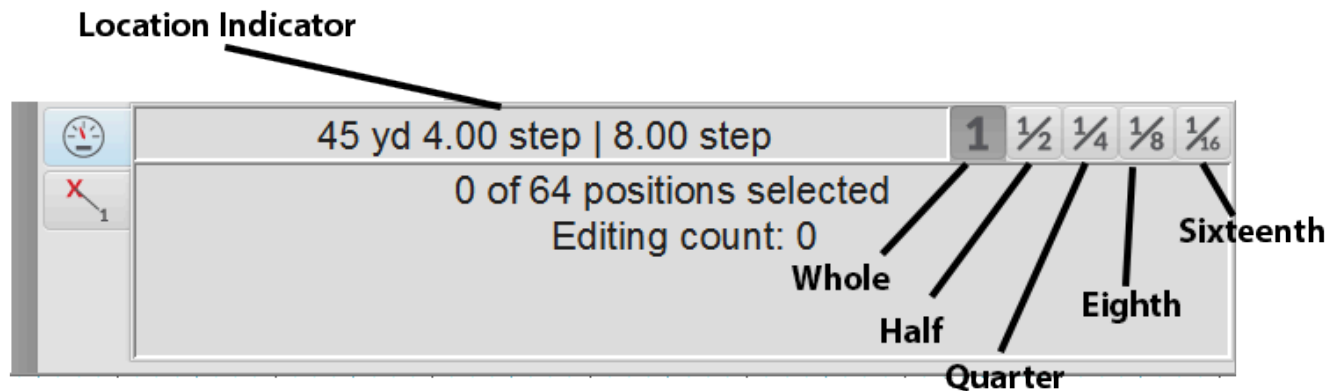 Location Indicator
45 yd 4.00 step | 8.00 step
1 1/2 1/4 1/8 1/16
X 1
0 of 64 positions selected
Editing count: 0
Sixteenth
Whole
Eighth
Half
Quarter